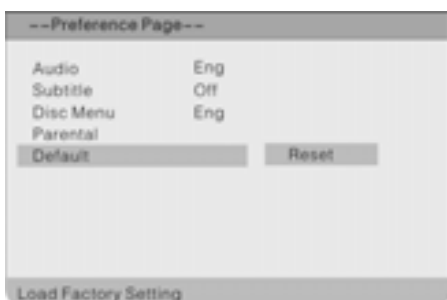 --Preference Page--
Audio Eng
Subtitle Off
Disc Menu Eng
Parental
Default Reset
Load Factory Setting